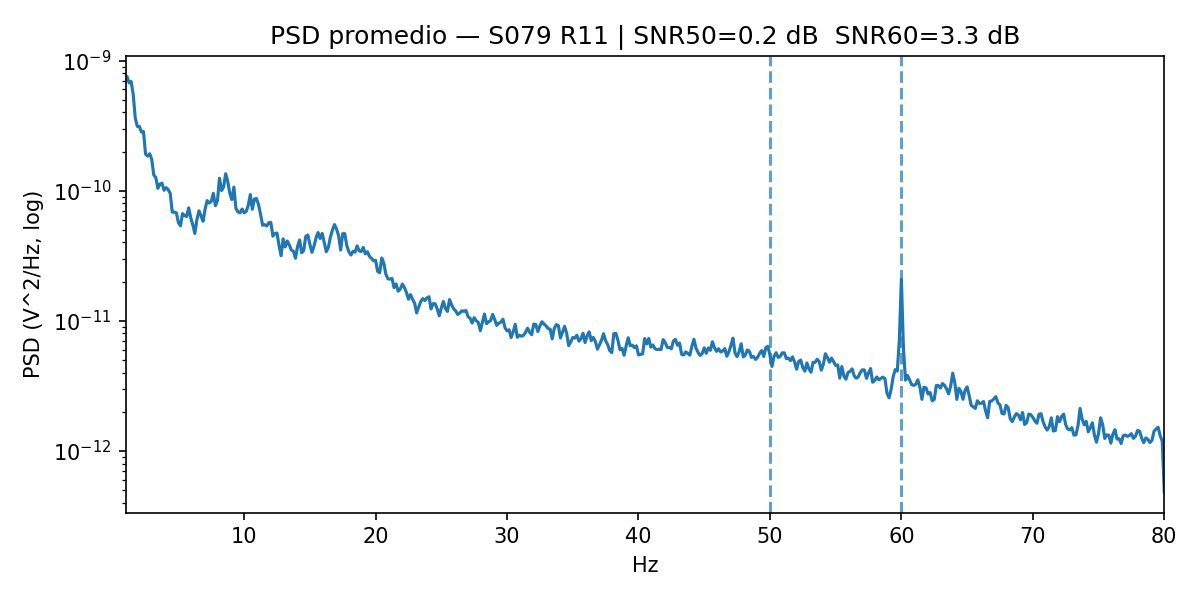 PSD promedio — S079 R11 | SNR50=0.2 dB  SNR60=3.3 dB
PSD (V^2/Hz, log)
10⁻⁹
10⁻¹⁰
10⁻¹¹
10⁻¹²
10 20 30 40 50 60 70 80
Hz